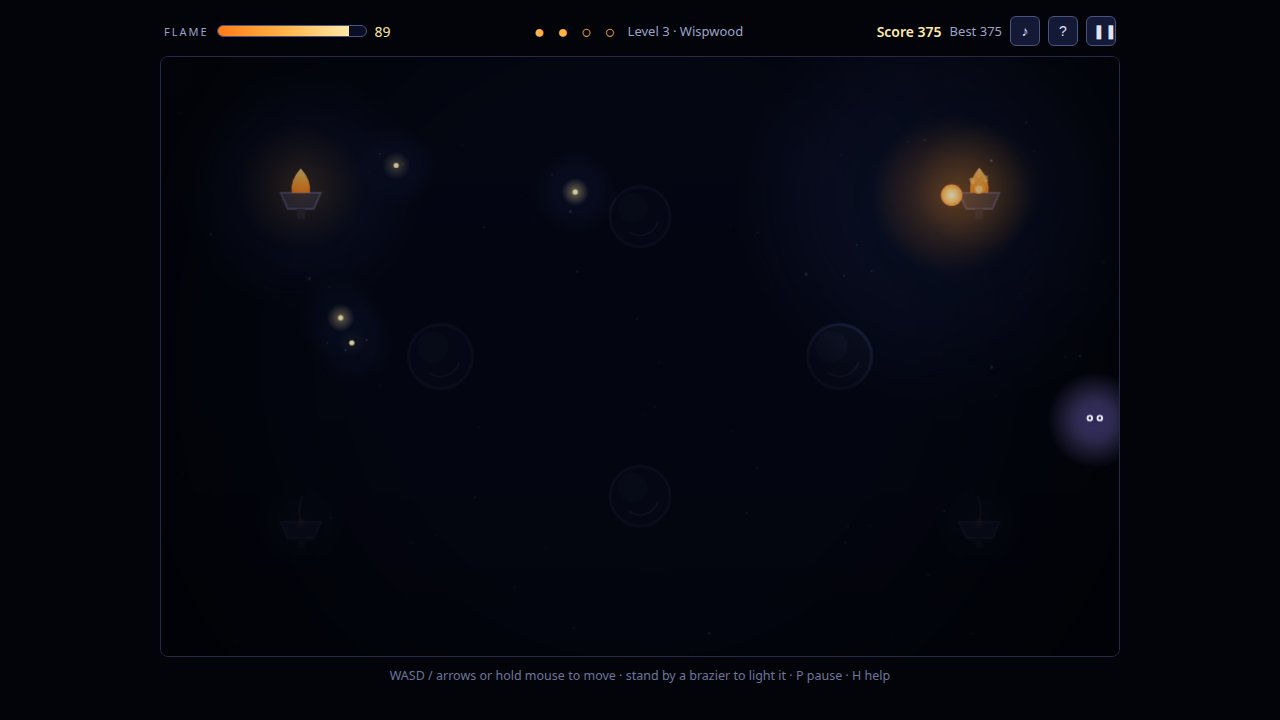 FLAME 89 Level 3 · Wispwood Score 375 Best 375 ♪ ?
WASD / arrows or hold mouse to move · stand by a brazier to light it · P pause · H help